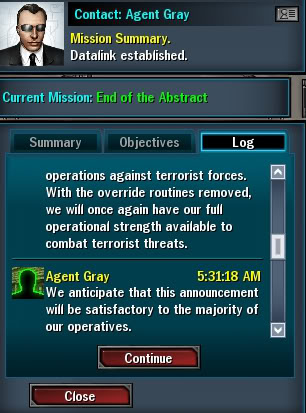 Contact: Agent Gray
Mission Summary.
Datalink established.
Current Mission: End of the Abstract
Summary
Objectives
Log
operations against terrorist forces.
With the override routines removed,
we will once again have our full
operational strength available to
combat terrorist threats.
Agent Gray 5:31:18 AM
We anticipate that this announcement
will be satisfactory to the majority of
our operatives.
Continue
Close